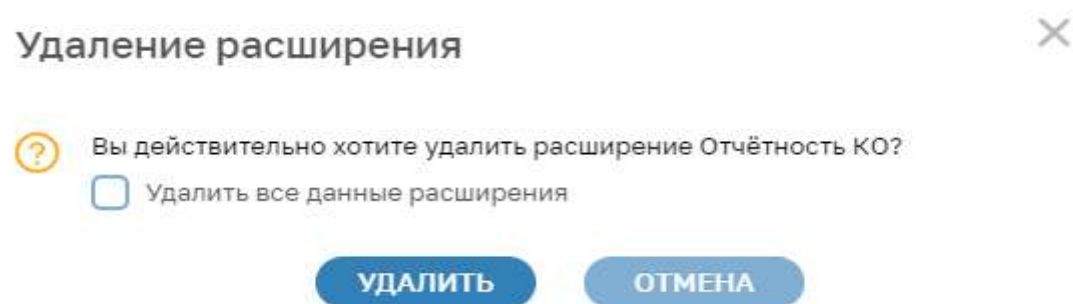 Удаление расширения
Вы действительно хотите удалить расширение Отчётность КО?
Удалить все данные расширения
УДАЛИТЬ ОТМЕНА